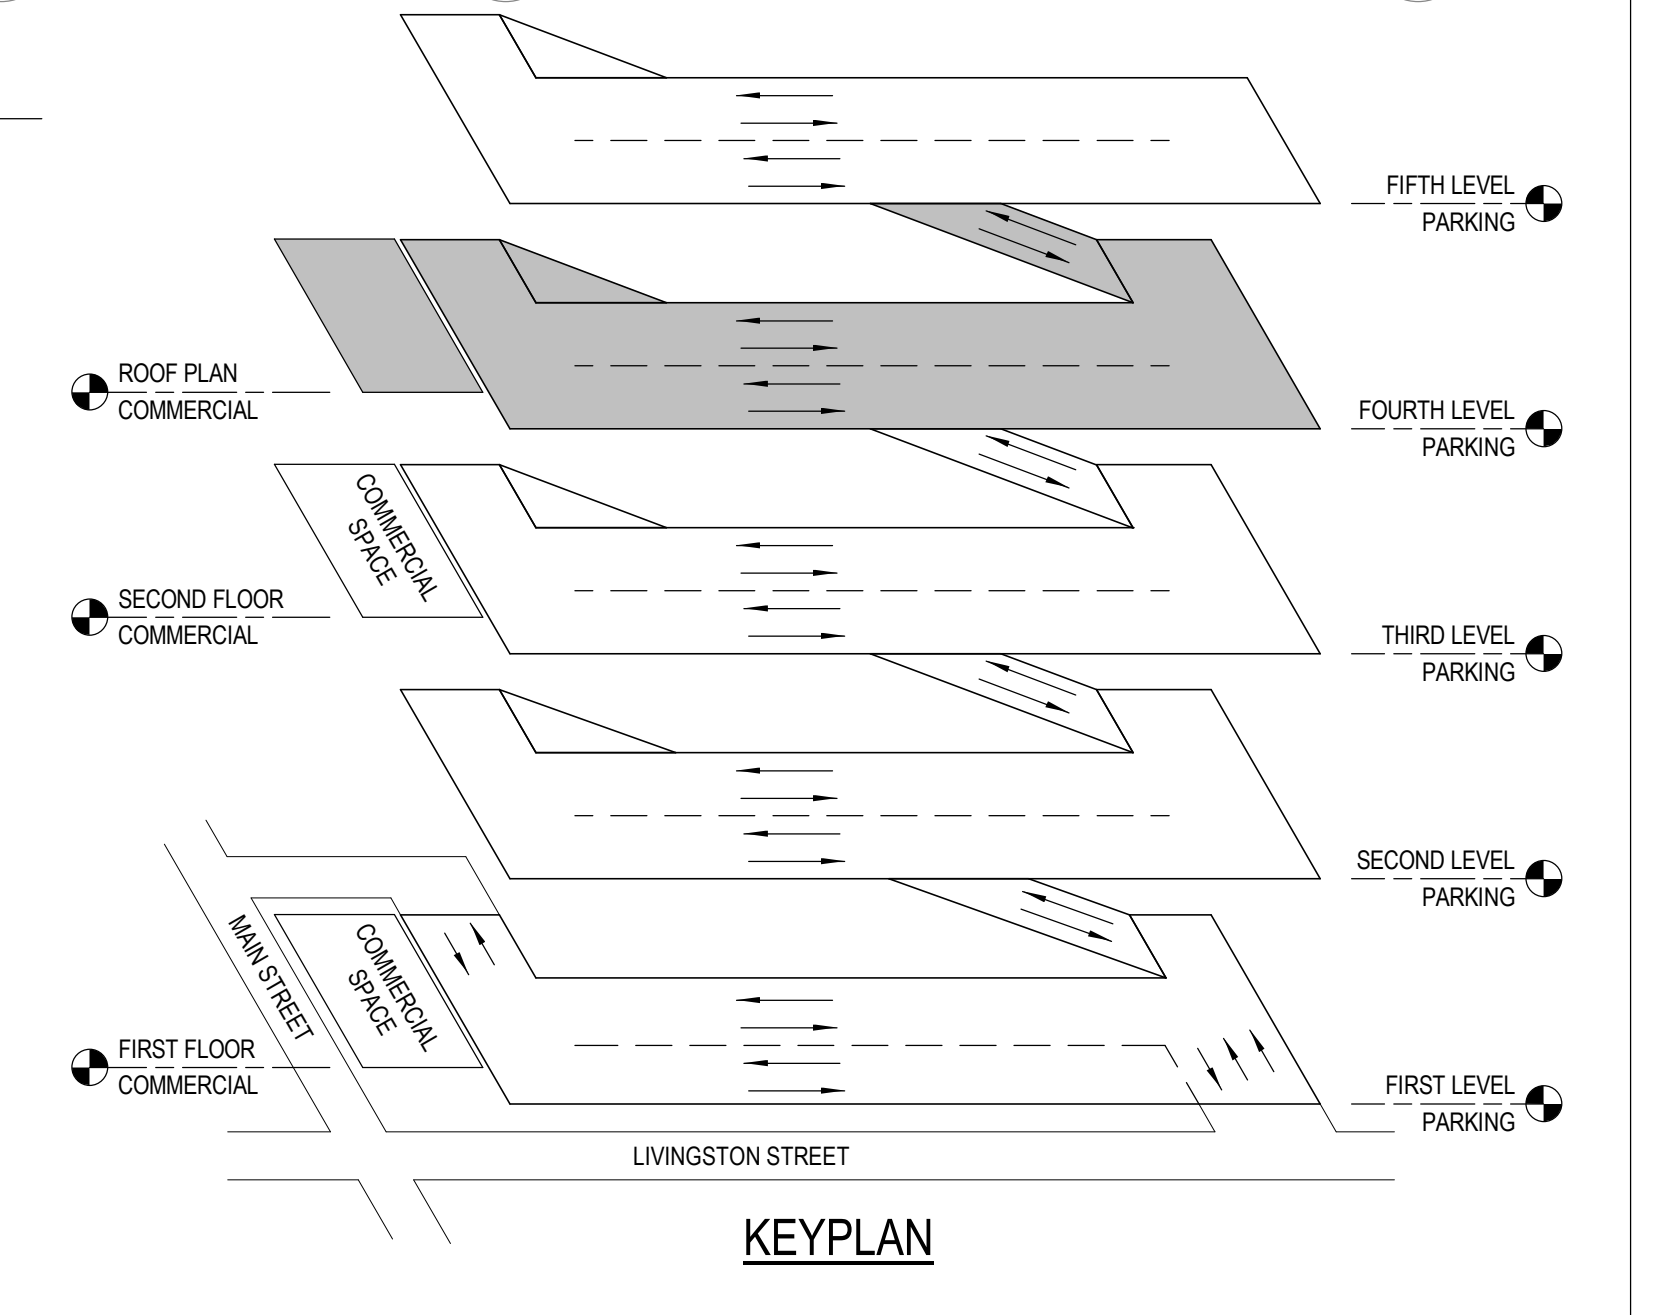 FIFTH LEVEL
PARKING
ROOF PLAN
COMMERCIAL
FOURTH LEVEL
PARKING
COMMERCIAL
SPACE
SECOND FLOOR
COMMERCIAL
THIRD LEVEL
PARKING
SECOND LEVEL
PARKING
MAIN STREET
COMMERCIAL
SPACE
FIRST FLOOR
COMMERCIAL
FIRST LEVEL
PARKING
LIVINGSTON STREET
KEYPLAN